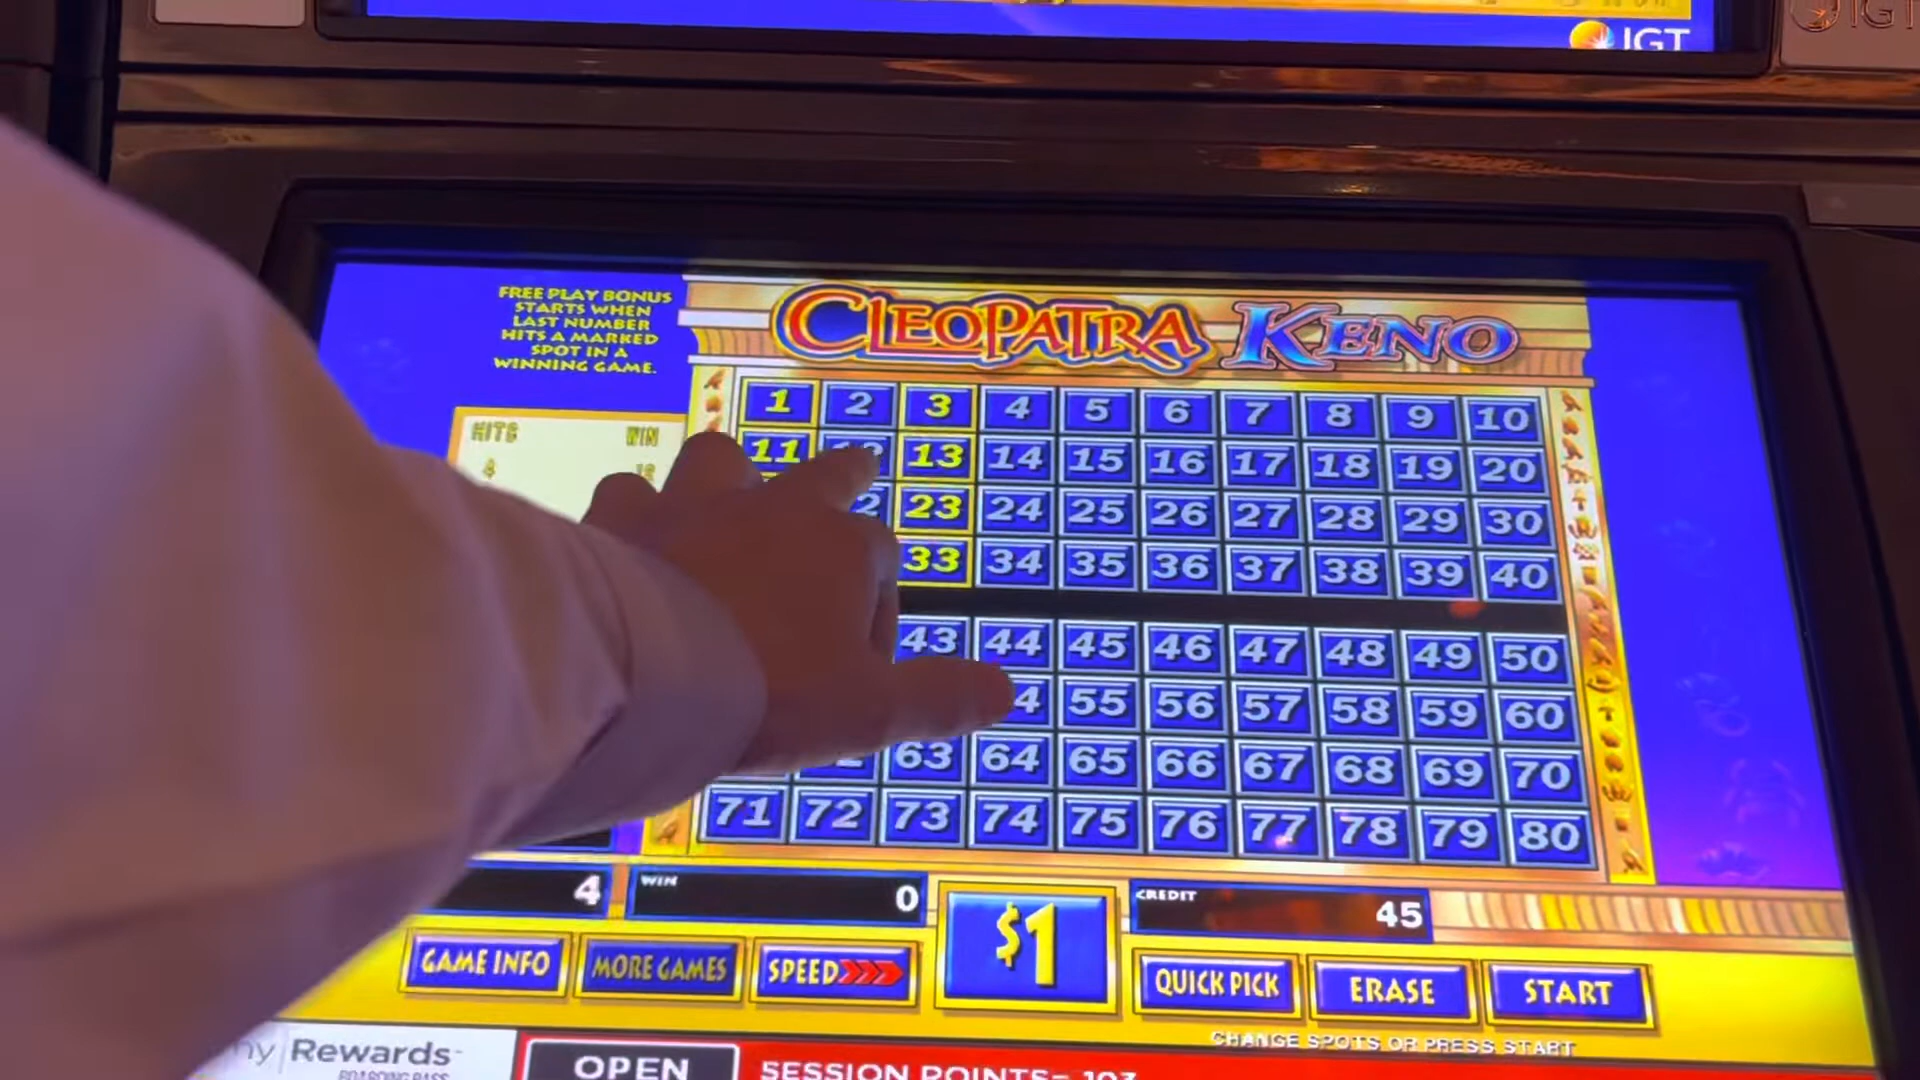 IGT
IGT
FREE PLAY BONUS
STARTS WHEN
LAST NUMBER
HITS A MARKED
SPOT IN A
WINNING GAME.
CLEOPATRA KENO
HITS WIN
4
1 2 3 4 5 6 7 8 9 10
11 13 14 15 16 17 18 19 20
23 24 25 26 27 28 29 30
33 34 35 36 37 38 39 40
43 44 45 46 47 48 49 50
55 56 57 58 59 60
63 64 65 66 67 68 69 70
71 72 73 74 75 76 77 78 79 80
4 WIN 0 $1 CREDIT 45
GAME INFO MORE GAMES SPEED QUICK PICK ERASE START
CHANGE SPOTS OR PRESS START
my Rewards
BOARDING PASS
OPEN SESSION POINTS= 103